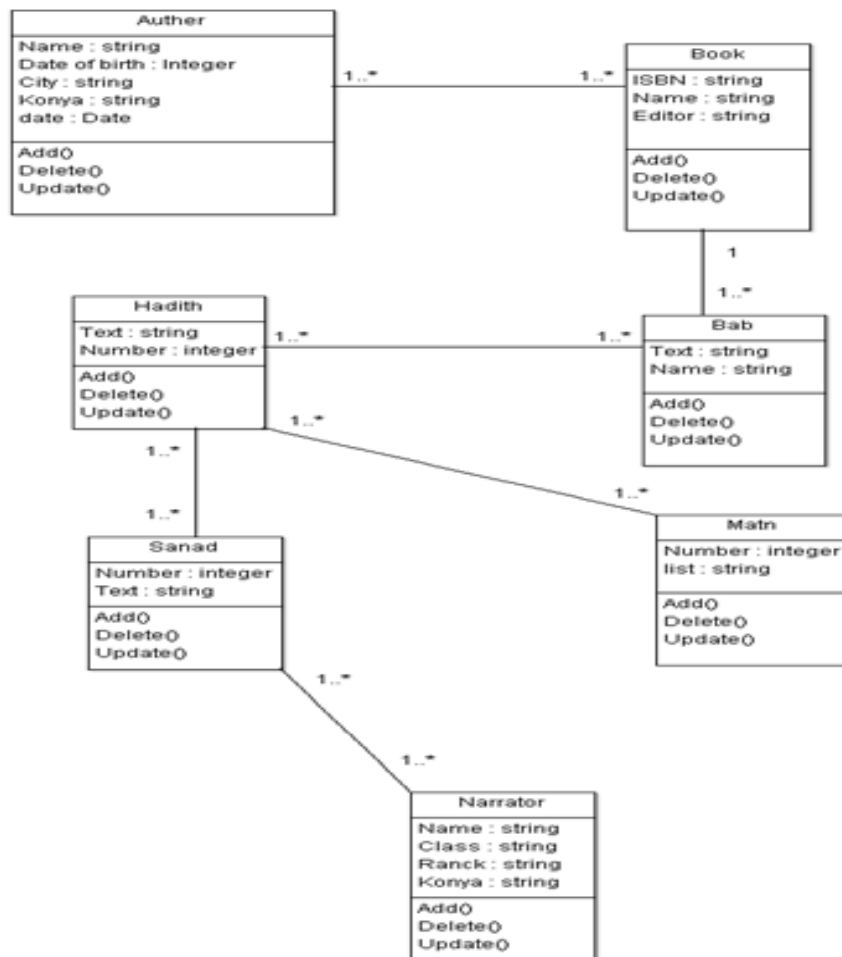 Auther
Name : string
Date of birth : Integer
City : string
Konya : string
date : Date
Add()
Delete()
Update()
1..*
1..*
Book
ISBN : string
Name : string
Editor : string
Add()
Delete()
Update()
1
1..*
Hadith
Text : string
Number : integer
Add()
Delete()
Update()
1..*
1..*
Bab
Text : string
Name : string
Add()
Delete()
Update()
1..*
1..*
1..*
1..*
Sanad
Number : integer
Text : string
Add()
Delete()
Update()
Matn
Number : integer
list : string
Add()
Delete()
Update()
1..*
1..*
Narrator
Name : string
Class : string
Ranck : string
Konya : string
Add()
Delete()
Update()